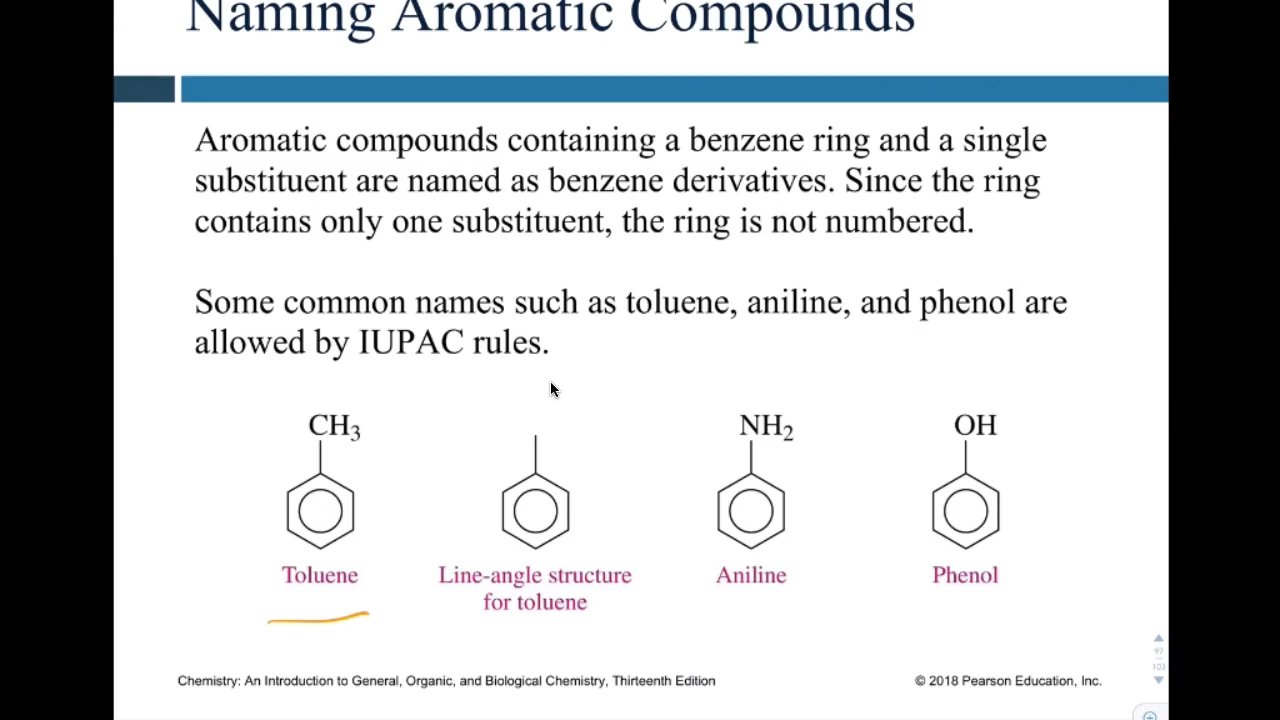 Naming Aromatic Compounds
Aromatic compounds containing a benzene ring and a single
substituent are named as benzene derivatives. Since the ring
contains only one substituent, the ring is not numbered.
Some common names such as toluene, aniline, and phenol are
allowed by IUPAC rules.
CH₃
NH₂
OH
Toluene
Line-angle structure
for toluene
Aniline
Phenol
97
103
Chemistry: An Introduction to General, Organic, and Biological Chemistry, Thirteenth Edition
© 2018 Pearson Education, Inc.